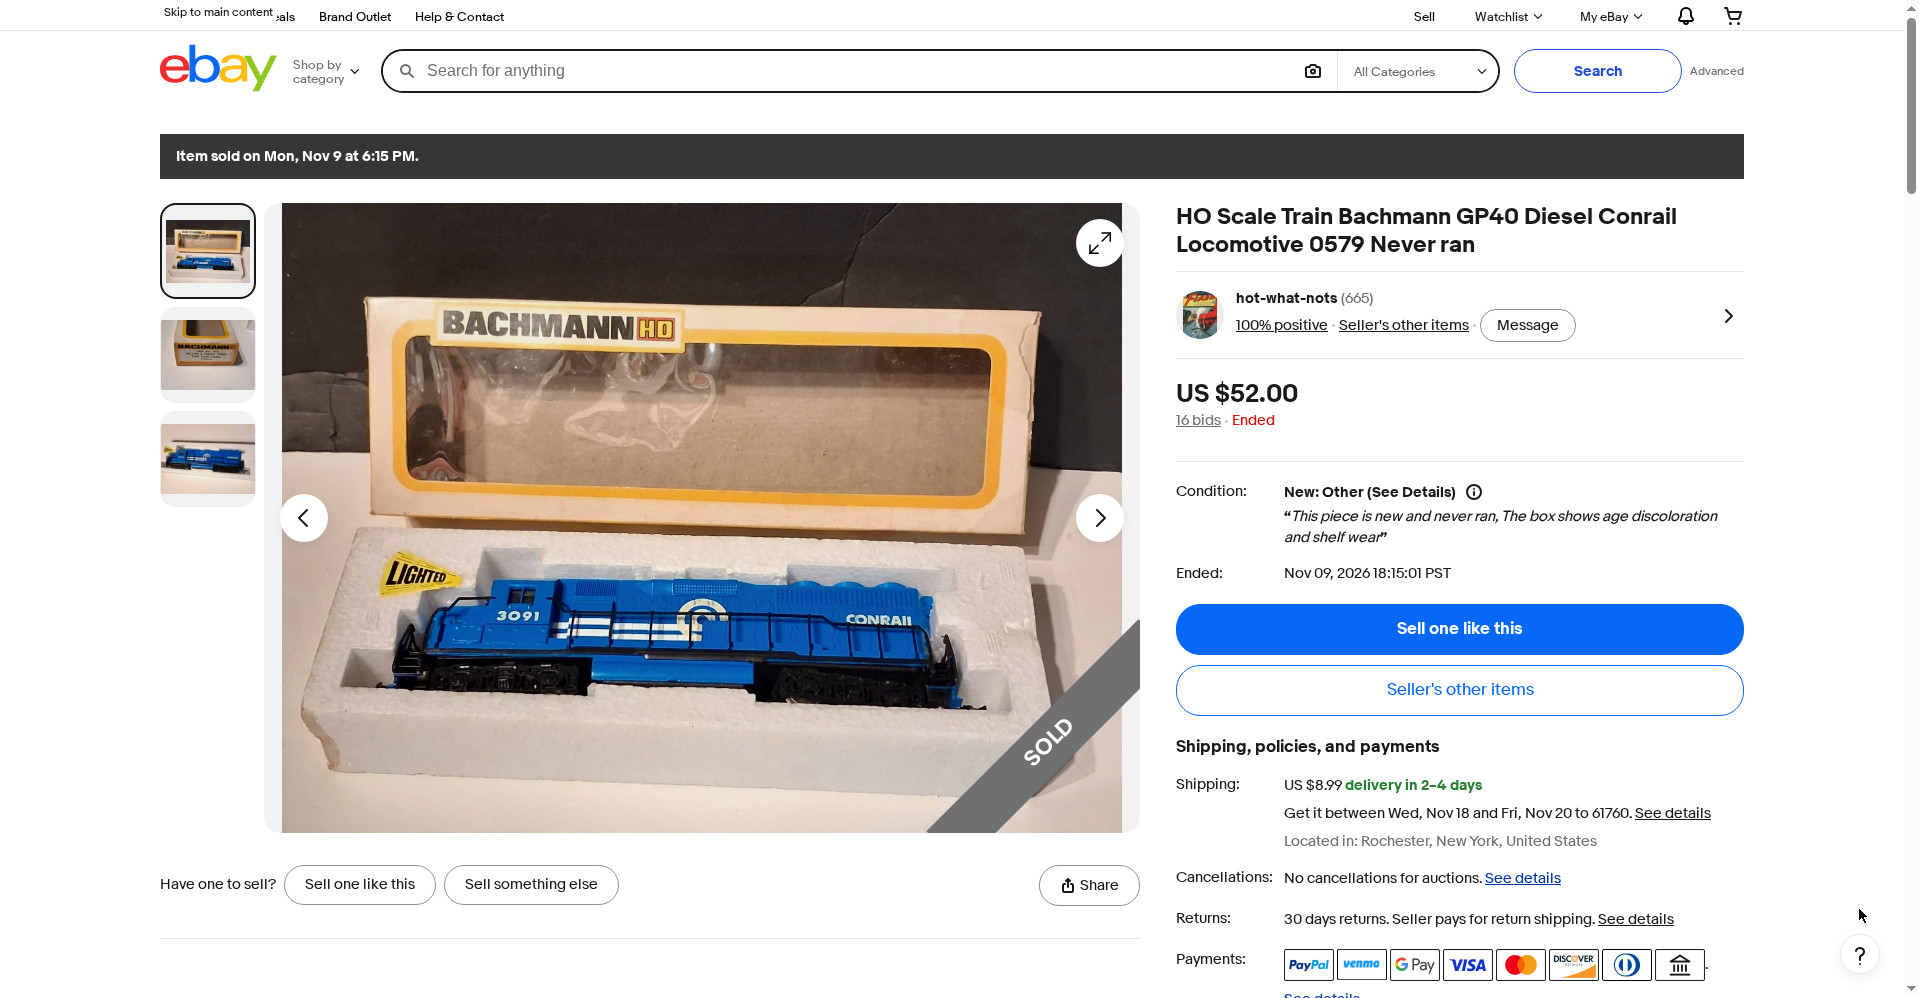 Skip to main content
eals
Brand Outlet
Help & Contact
Sell
Watchlist
My eBay
ebay
Shop by
category
Search for anything
All Categories
Search
Advanced
Item sold on Mon, Nov 9 at 6:15 PM.
BACHMANN HO
LIGHTED
3091
CONRAIL
SOLD
HO Scale Train Bachmann GP40 Diesel Conrail
Locomotive 0579 Never ran
hot-what-nots (665)
100% positive · Seller's other items · Message
US $52.00
16 bids · Ended
Condition: New: Other (See Details)
“This piece is new and never ran, The box shows age discoloration
and shelf wear”
Ended: Nov 09, 2026 18:15:01 PST
Sell one like this
Seller's other items
Shipping, policies, and payments
Shipping: US $8.99 delivery in 2–4 days
Get it between Wed, Nov 18 and Fri, Nov 20 to 61760. See details
Located in: Rochester, New York, United States
Cancellations: No cancellations for auctions. See details
Returns: 30 days returns. Seller pays for return shipping. See details
Payments: PayPal venmo G Pay VISA DISCOVER
See details
Have one to sell? Sell one like this Sell something else
Share